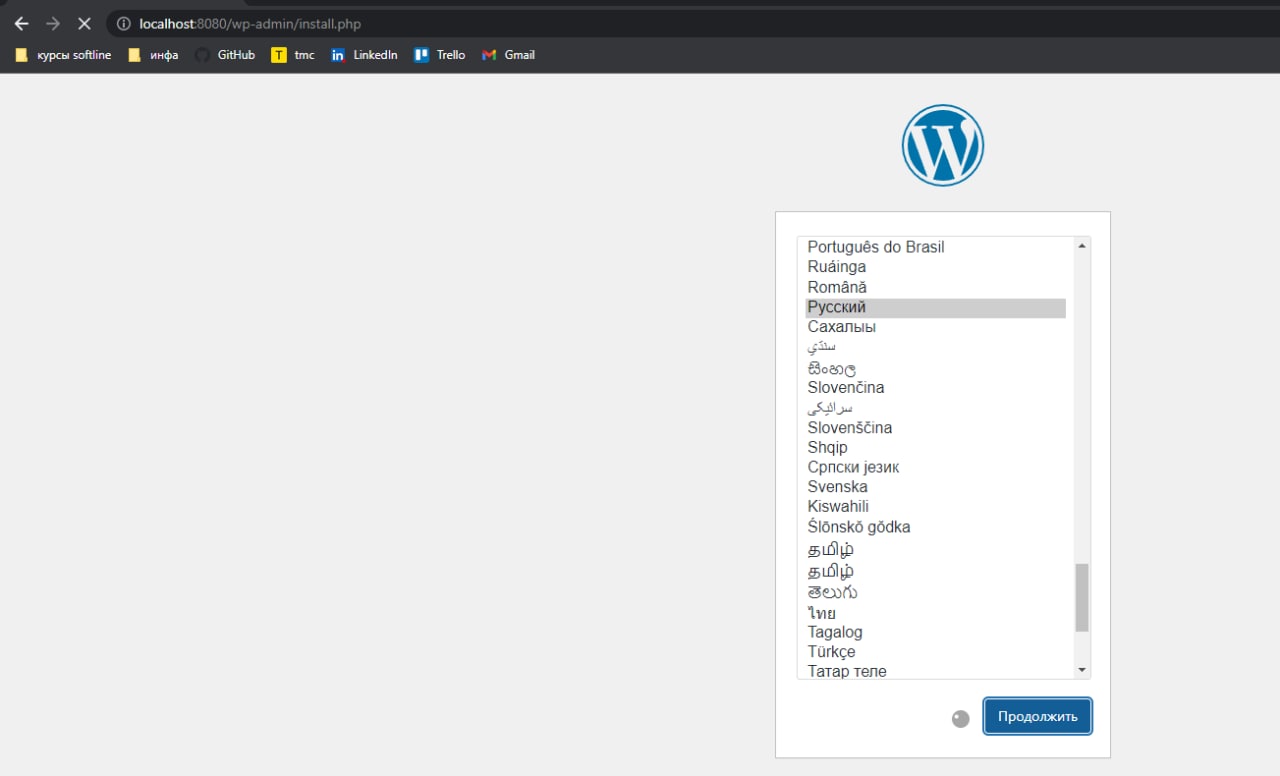 localhost:8080/wp-admin/install.php
курсы softline инфа GitHub T tmc in LinkedIn Trello Gmail
W
Português do Brasil
Ruáinga
Română
Русский
Сахалыы
سنڌي
සිංහල
Slovenčina
سرائیکی
Slovenščina
Shqip
Српски језик
Svenska
Kiswahili
Ślōnskŏ gŏdka
தமிழ்
தமிழ்
తెలుగు
ไทย
Tagalog
Türkçe
Татар теле
Продолжить